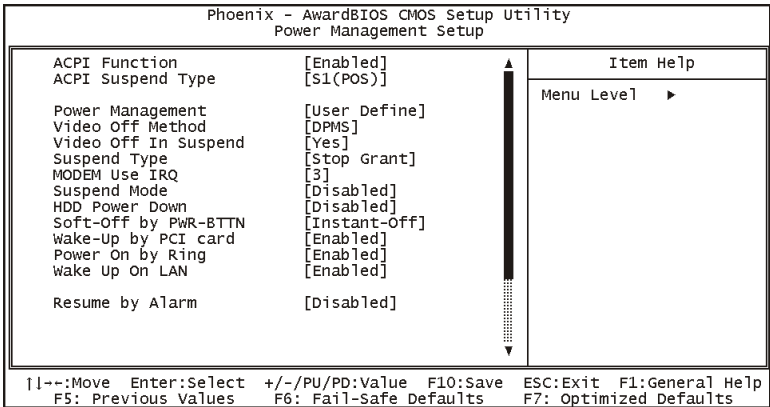 Phoenix - AwardBIOS CMOS Setup Utility
Power Management Setup
ACPI Function [Enabled]
ACPI Suspend Type [S1(POS)]
Power Management [User Define]
Video Off Method [DPMS]
Video Off In Suspend [Yes]
Suspend Type [Stop Grant]
MODEM Use IRQ [3]
Suspend Mode [Disabled]
HDD Power Down [Disabled]
Soft-Off by PWR-BTTN [Instant-Off]
Wake-Up by PCI card [Enabled]
Power On by Ring [Enabled]
Wake Up On LAN [Enabled]
Resume by Alarm [Disabled]
Item Help
Menu Level ▶
↑↓→←:Move Enter:Select +/-/PU/PD:Value F10:Save ESC:Exit F1:General Help
F5: Previous Values F6: Fail-Safe Defaults F7: Optimized Defaults